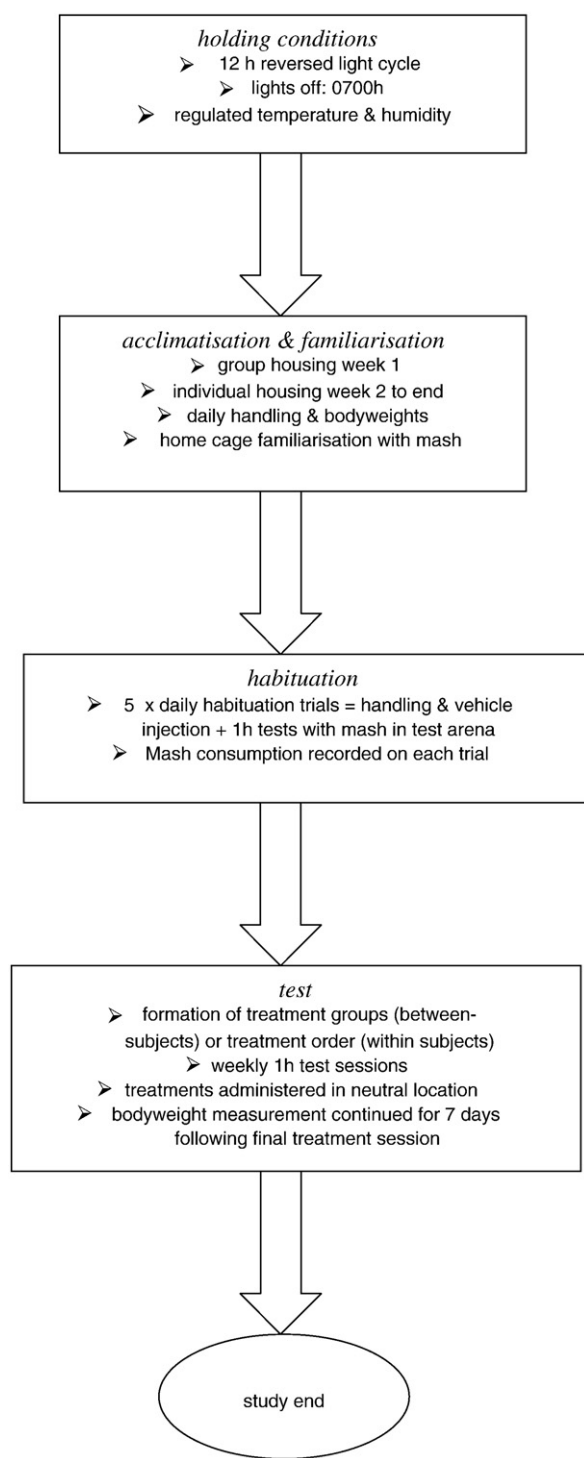 holding conditions
➢ 12 h reversed light cycle
➢ lights off: 0700h
➢ regulated temperature & humidity
acclimatisation & familiarisation
➢ group housing week 1
➢ individual housing week 2 to end
➢ daily handling & bodyweights
➢ home cage familiarisation with mash
habituation
➢ 5 x daily habituation trials = handling & vehicle
injection + 1h tests with mash in test arena
➢ Mash consumption recorded on each trial
test
➢ formation of treatment groups (between-
subjects) or treatment order (within subjects)
➢ weekly 1h test sessions
➢ treatments administered in neutral location
➢ bodyweight measurement continued for 7 days
following final treatment session
study end